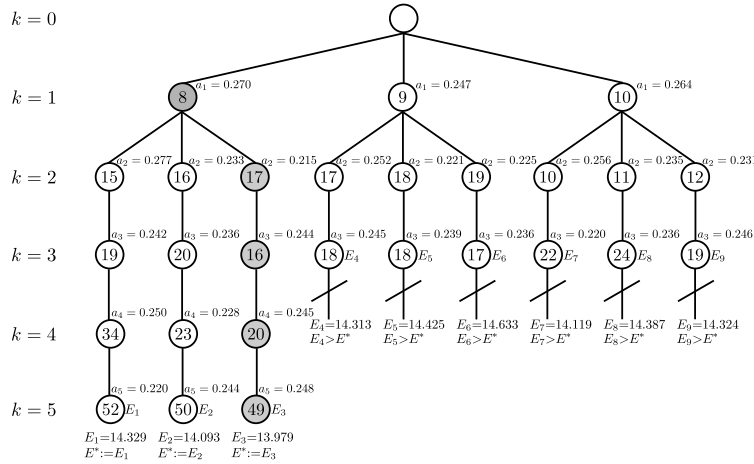 k = 0
k = 1
8 a₁ = 0.270 9 a₁ = 0.247 10 a₁ = 0.264
k = 2
15 a₂ = 0.277 16 a₂ = 0.233 17 a₂ = 0.215 17 a₂ = 0.252 18 a₂ = 0.221 19 a₂ = 0.225 10 a₂ = 0.256 11 a₂ = 0.235 12 a₂ = 0.231
k = 3
19 a₃ = 0.242 20 a₃ = 0.236 16 a₃ = 0.244 18 a₃ = 0.245 E₄ 18 a₃ = 0.239 E₅ 17 a₃ = 0.236 E₆ 22 a₃ = 0.220 E₇ 24 a₃ = 0.236 E₈ 19 a₃ = 0.246 E₉
k = 4
34 a₄ = 0.250 23 a₄ = 0.228 20 a₄ = 0.245
E₄=14.313 E₅=14.425 E₆=14.633 E₇=14.119 E₈=14.387 E₉=14.324
E₄>E* E₅>E* E₆>E* E₇>E* E₈>E* E₉>E*
k = 5
52 a₅ = 0.220 E₁ 50 a₅ = 0.244 E₂ 49 a₅ = 0.248 E₃
E₁=14.329 E₂=14.093 E₃=13.979
E*:=E₁ E*:=E₂ E*:=E₃